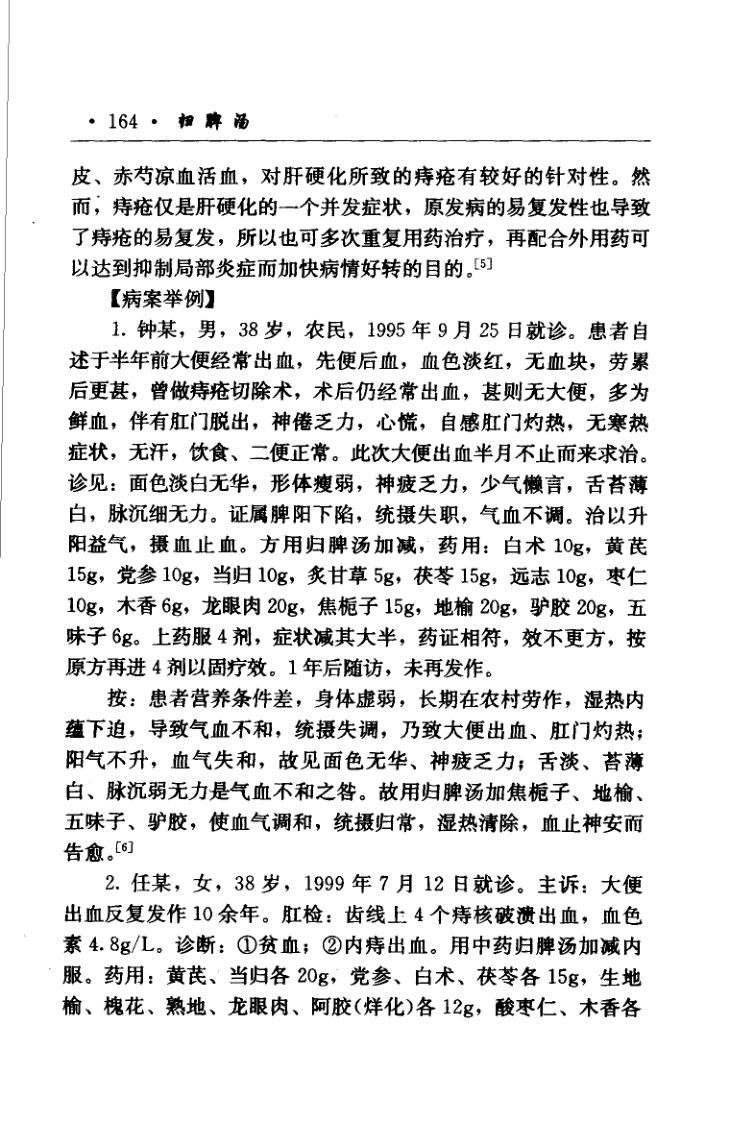 · 164 · 归脾汤
皮、赤芍凉血活血，对肝硬化所致的痔疮有较好的针对性。然
而，痔疮仅是肝硬化的一个并发症状，原发病的易复发性也导致
了痔疮的易复发，所以也可多次重复用药治疗，再配合外用药可
以达到抑制局部炎症而加快病情好转的目的。[5]
【病案举例】
1. 钟某，男，38 岁，农民，1995 年 9 月 25 日就诊。患者自
述于半年前大便经常出血，先便后血，血色淡红，无血块，劳累
后更甚，曾做痔疮切除术，术后仍经常出血，甚则无大便，多为
鲜血，伴有肛门脱出，神倦乏力，心慌，自感肛门灼热，无寒热
症状，无汗，饮食、二便正常。此次大便出血半月不止而来求治。
诊见：面色淡白无华，形体瘦弱，神疲乏力，少气懒言，舌苔薄
白，脉沉细无力。证属脾阳下陷，统摄失职，气血不调。治以升
阳益气，摄血止血。方用归脾汤加减，药用：白术 10g，黄芪
15g，党参 10g，当归 10g，炙甘草 5g，茯苓 15g，远志 10g，枣仁
10g，木香 6g，龙眼肉 20g，焦栀子 15g，地榆 20g，驴胶 20g，五
味子 6g。上药服 4 剂，症状减其大半，药证相符，效不更方，按
原方再进 4 剂以固疗效。1 年后随访，未再发作。
按：患者营养条件差，身体虚弱，长期在农村劳作，湿热内
蕴下迫，导致气血不和，统摄失调，乃致大便出血、肛门灼热；
阳气不升，血气失和，故见面色无华、神疲乏力；舌淡、苔薄
白、脉沉弱无力是气血不和之咎。故用归脾汤加焦栀子、地榆、
五味子、驴胶，使血气调和，统摄归常，湿热清除，血止神安而
告愈。[6]
2. 任某，女，38 岁，1999 年 7 月 12 日就诊。主诉：大便
出血反复发作 10 余年。肛检：齿线上 4 个痔核破溃出血，血色
素 4.8g/L。诊断：①贫血；②内痔出血。用中药归脾汤加减内
服。药用：黄芪、当归各 20g，党参、白术、茯苓各 15g，生地
榆、槐花、熟地、龙眼肉、阿胶(烊化)各 12g，酸枣仁、木香各